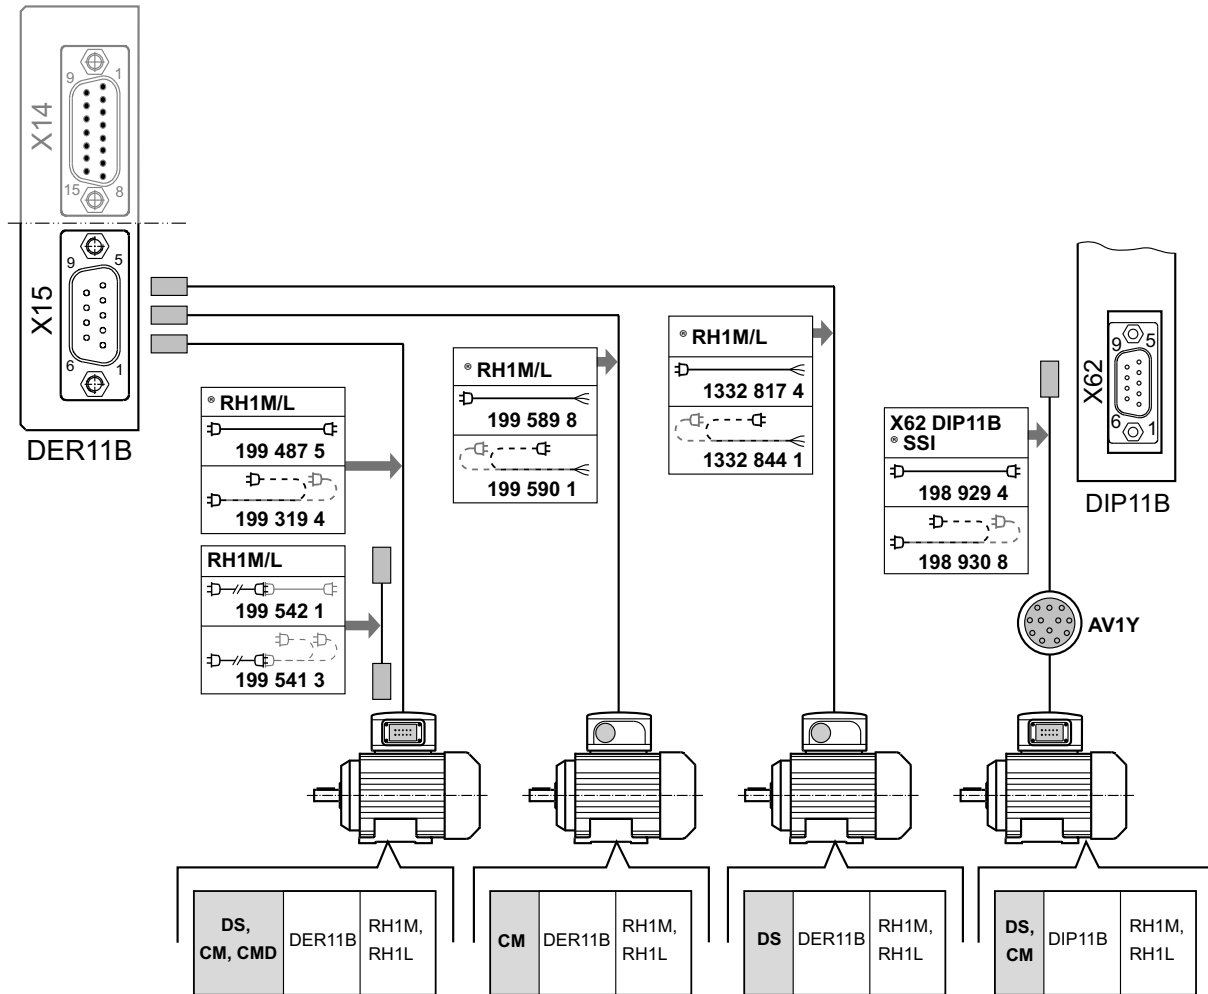 X14
9
1
15
8
X15
9
5
6
1
DER11B
® RH1M/L
199 487 5
199 319 4
RH1M/L
199 542 1
199 541 3
® RH1M/L
199 589 8
199 590 1
® RH1M/L
1332 817 4
1332 844 1
X62 DIP11B
® SSI
198 929 4
198 930 8
X62
9
5
6
1
DIP11B
AV1Y
DS,
CM, CMD
DER11B
RH1M,
RH1L
CM
DER11B
RH1M,
RH1L
DS
DER11B
RH1M,
RH1L
DS,
CM
DIP11B
RH1M,
RH1L